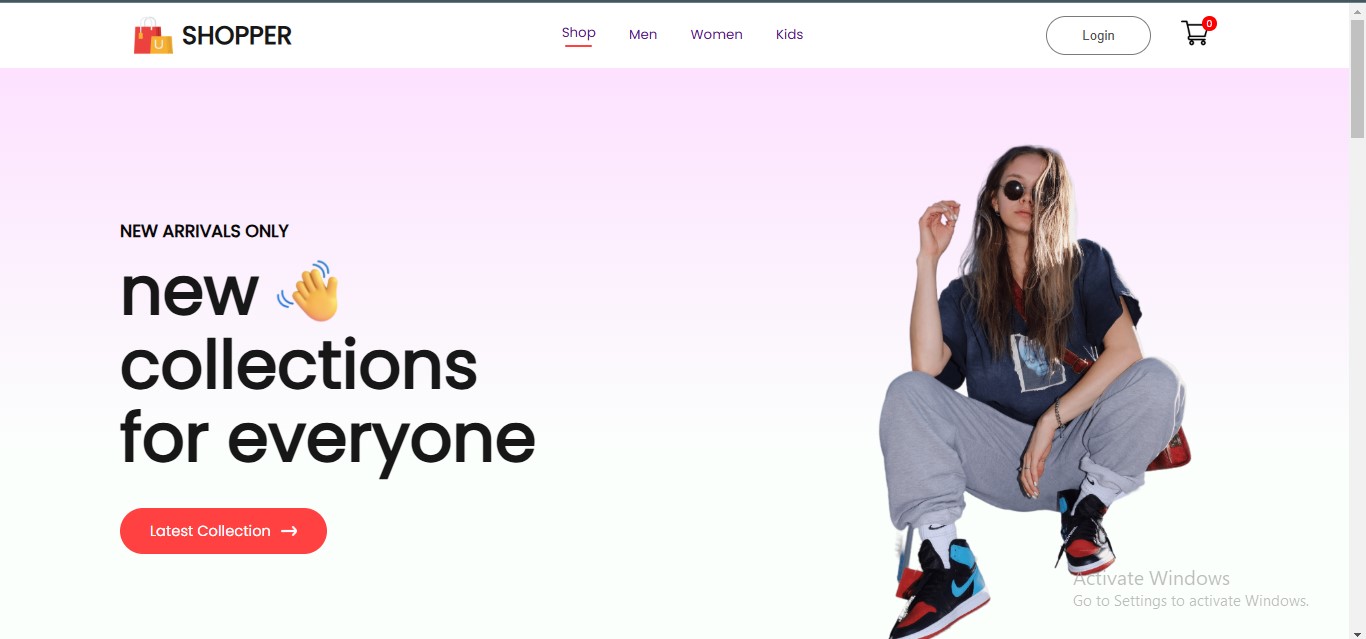 SHOPPER
Shop
Men
Women
Kids
Login
0
NEW ARRIVALS ONLY
new
collections
for everyone
Latest Collection →
Activate Windows
Go to Settings to activate Windows.